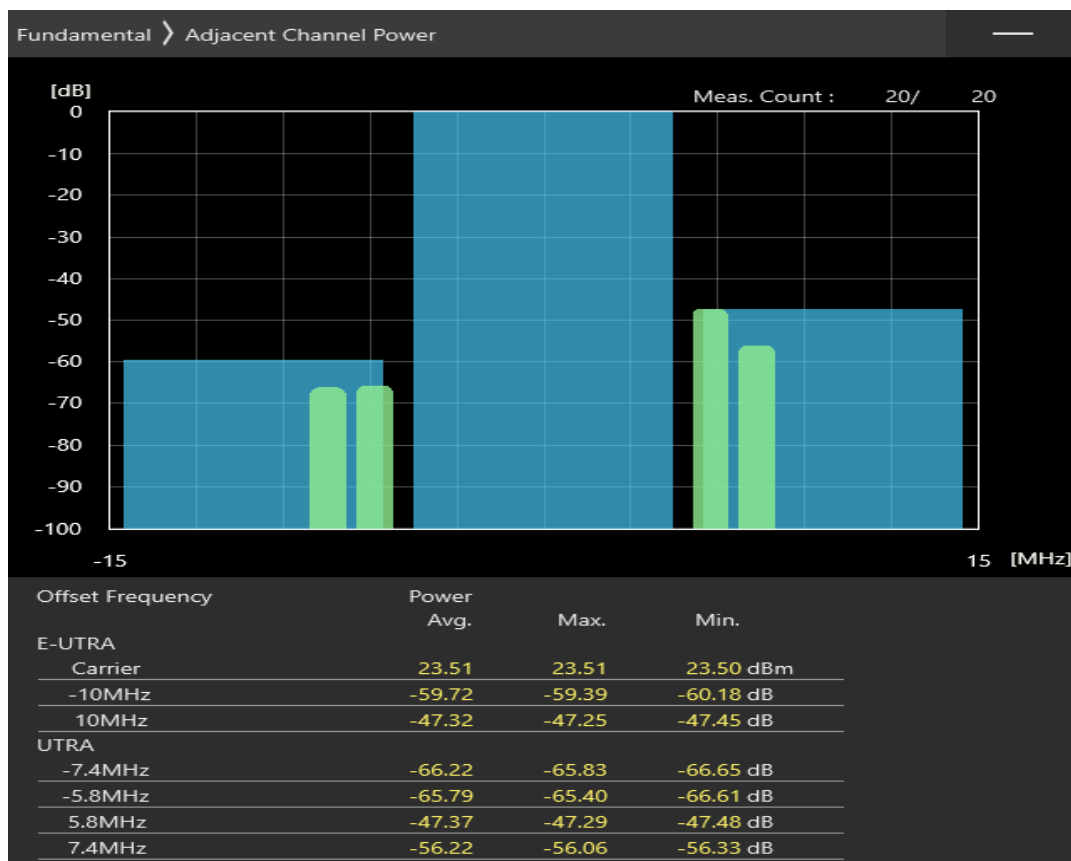 Fundamental ❯ Adjacent Channel Power
[dB]
Meas. Count : 20/ 20
0
-10
-20
-30
-40
-50
-60
-70
-80
-90
-100
-15 15 [MHz]
Offset Frequency Power
Avg. Max. Min.
E-UTRA
Carrier 23.51 23.51 23.50 dBm
-10MHz -59.72 -59.39 -60.18 dB
10MHz -47.32 -47.25 -47.45 dB
UTRA
-7.4MHz -66.22 -65.83 -66.65 dB
-5.8MHz -65.79 -65.40 -66.61 dB
5.8MHz -47.37 -47.29 -47.48 dB
7.4MHz -56.22 -56.06 -56.33 dB